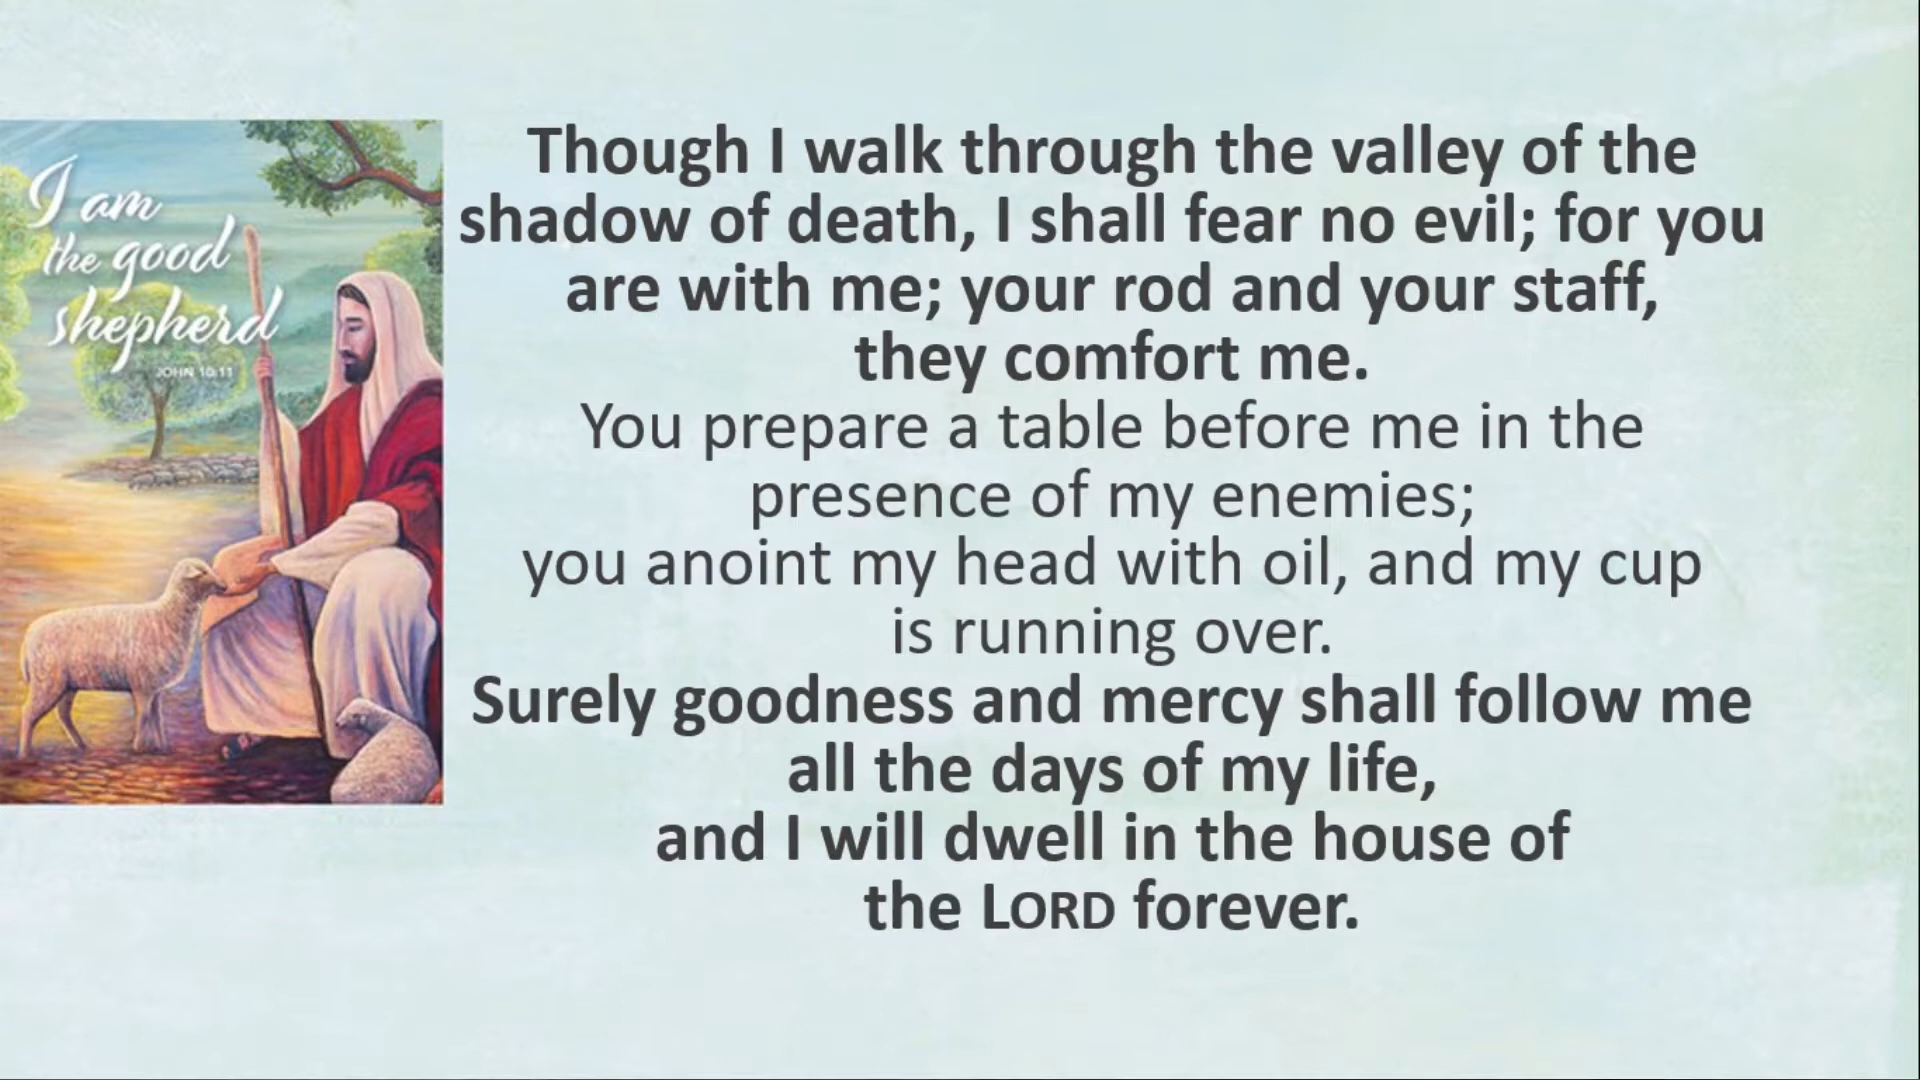 I am
the good
shepherd
JOHN 10:11
Though I walk through the valley of the
shadow of death, I shall fear no evil; for you
are with me; your rod and your staff,
they comfort me.
You prepare a table before me in the
presence of my enemies;
you anoint my head with oil, and my cup
is running over.
Surely goodness and mercy shall follow me
all the days of my life,
and I will dwell in the house of
the LORD forever.